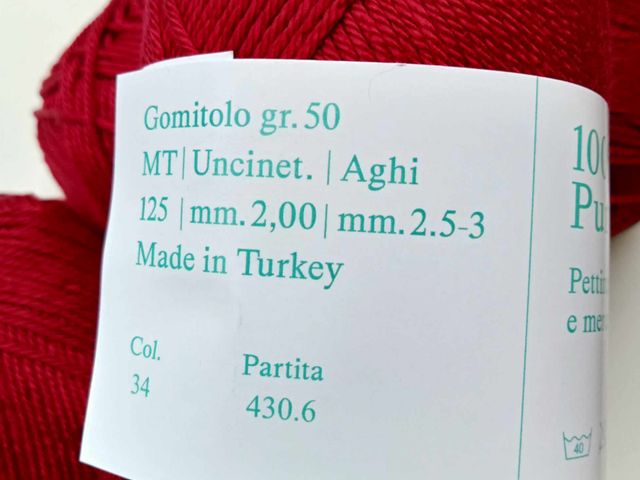 Gomitolo gr. 50
MT | Uncinet. | Aghi
125 | mm. 2,00 | mm. 2.5-3
Made in Turkey
Col.
34
Partita
430.6
e
40